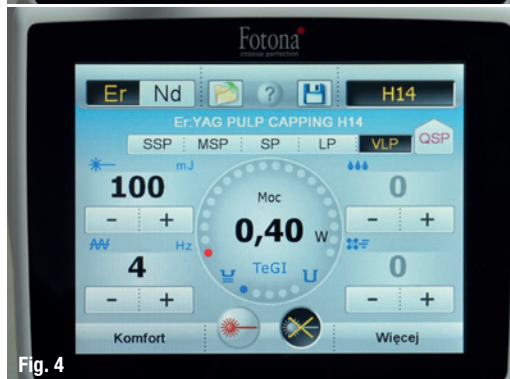 Fotona
choose perfection
Er Nd ? H14
Er:YAG PULP CAPPING H14
SSP MSP SP LP VLP QSP
mJ
100 Moc 0
- + 0,40 W - +
Hz
4 TeGI 0
- + - +
Komfort Więcej
Fig. 4